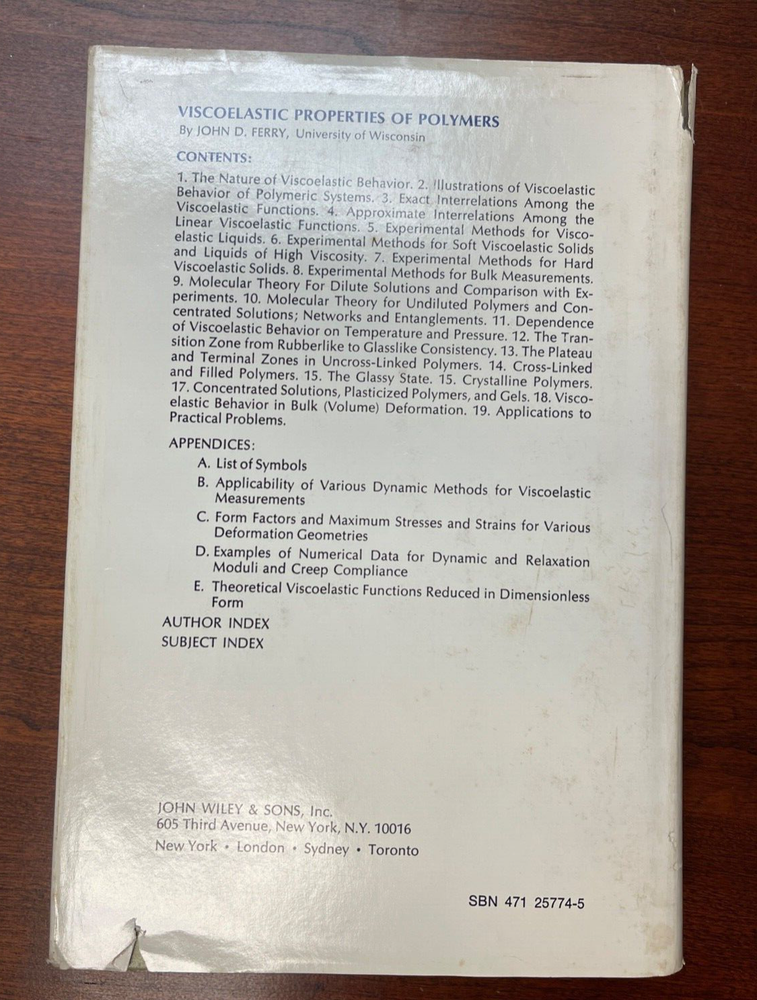 VISCOELASTIC PROPERTIES OF POLYMERS
By JOHN D. FERRY, University of Wisconsin
CONTENTS:
1. The Nature of Viscoelastic Behavior. 2. Illustrations of Viscoelastic
Behavior of Polymeric Systems. 3. Exact Interrelations Among the
Viscoelastic Functions. 4. Approximate Interrelations Among the
Linear Viscoelastic Functions. 5. Experimental Methods for Visco-
elastic Liquids. 6. Experimental Methods for Soft Viscoelastic Solids
and Liquids of High Viscosity. 7. Experimental Methods for Hard
Viscoelastic Solids. 8. Experimental Methods for Bulk Measurements.
9. Molecular Theory For Dilute Solutions and Comparison with Ex-
periments. 10. Molecular Theory for Undiluted Polymers and Con-
centrated Solutions; Networks and Entanglements. 11. Dependence
of Viscoelastic Behavior on Temperature and Pressure. 12. The Tran-
sition Zone from Rubberlike to Glasslike Consistency. 13. The Plateau
and Terminal Zones in Uncross-Linked Polymers. 14. Cross-Linked
and Filled Polymers. 15. The Glassy State. 15. Crystalline Polymers.
17. Concentrated Solutions, Plasticized Polymers, and Gels. 18. Visco-
elastic Behavior in Bulk (Volume) Deformation. 19. Applications to
Practical Problems.
APPENDICES:
A. List of Symbols
B. Applicability of Various Dynamic Methods for Viscoelastic
Measurements
C. Form Factors and Maximum Stresses and Strains for Various
Deformation Geometries
D. Examples of Numerical Data for Dynamic and Relaxation
Moduli and Creep Compliance
E. Theoretical Viscoelastic Functions Reduced in Dimensionless
Form
AUTHOR INDEX
SUBJECT INDEX
JOHN WILEY & SONS, Inc.
605 Third Avenue, New York, N.Y. 10016
New York • London • Sydney • Toronto
SBN 471 25774-5